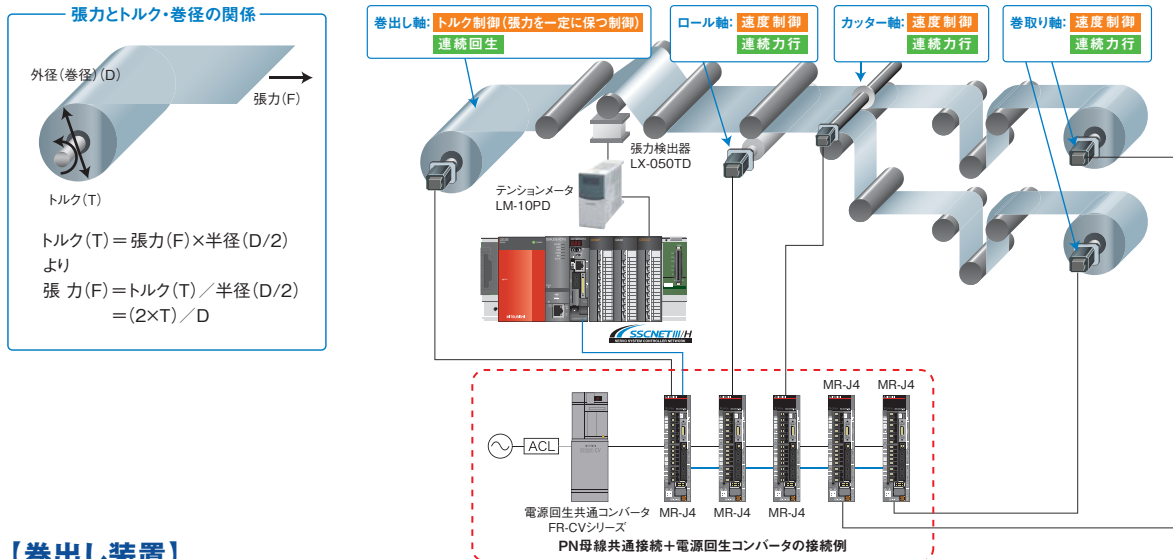 張力とトルク・巻径の関係
外径(巻径)(D)
張力(F)
トルク(T)
トルク(T)=張力(F)×半径(D/2)
より
張 力(F)=トルク(T)/半径(D/2)
=(2×T)/D
巻出し軸: トルク制御(張力を一定に保つ制御)
連続回生
ロール軸: 速度制御
連続力行
カッター軸: 速度制御
連続力行
巻取り軸: 速度制御
連続力行
張力検出器
LX-050TD
テンションメータ
LM-10PD
MITSUBISHI
SSCNETIII/H
SERVO SYSTEM CONTROLLER NETWORK
MR-J4 MR-J4
ACL
電源回生共通コンバータ
FR-CVシリーズ
MR-J4 MR-J4 MR-J4
PN母線共通接続+電源回生コンバータの接続例
【巻出し装置】